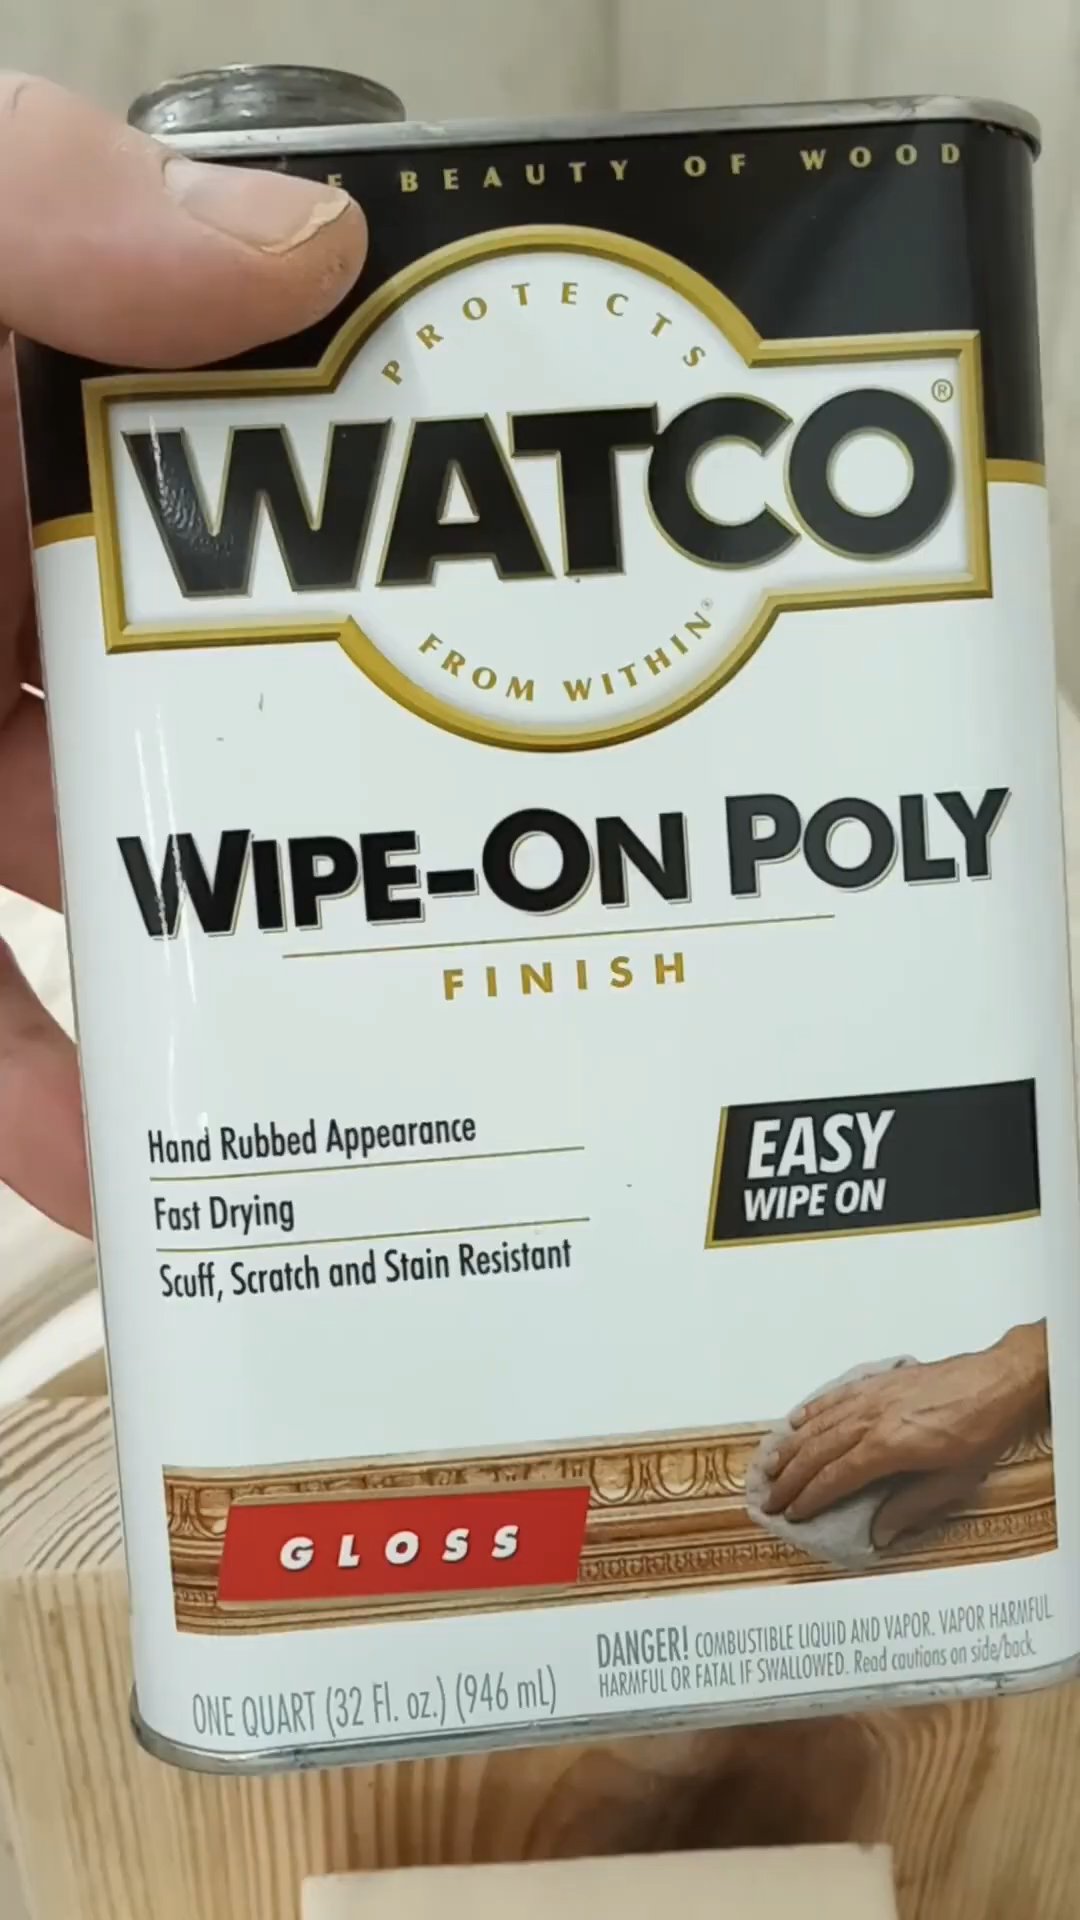 BEAUTY OF WOOD
PROTECTS
WATCO®
FROM WITHIN®
WIPE-ON POLY
FINISH
Hand Rubbed Appearance
Fast Drying
Scuff, Scratch and Stain Resistant
EASY
WIPE ON
GLOSS
DANGER! COMBUSTIBLE LIQUID AND VAPOR. VAPOR HARMFUL
HARMFUL OR FATAL IF SWALLOWED. Read cautions on side/back.
ONE QUART (32 Fl. oz.) (946 mL)